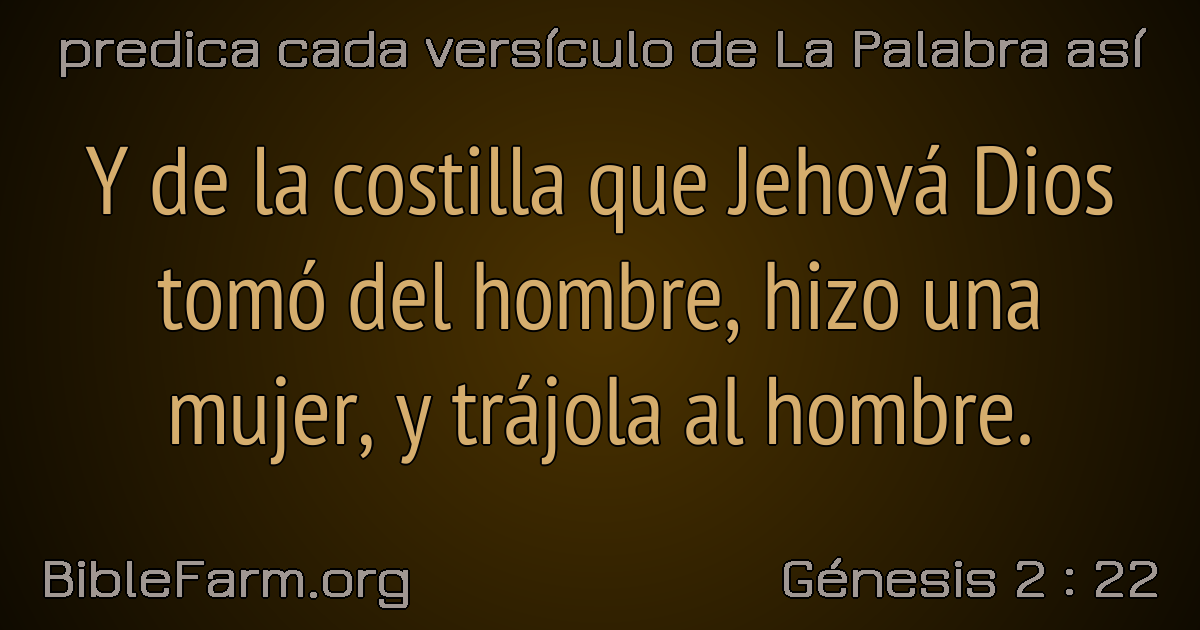 predica cada versículo de La Palabra así
Y de la costilla que Jehová Dios
tomó del hombre, hizo una
mujer, y trájola al hombre.
BibleFarm.org
Génesis 2 : 22